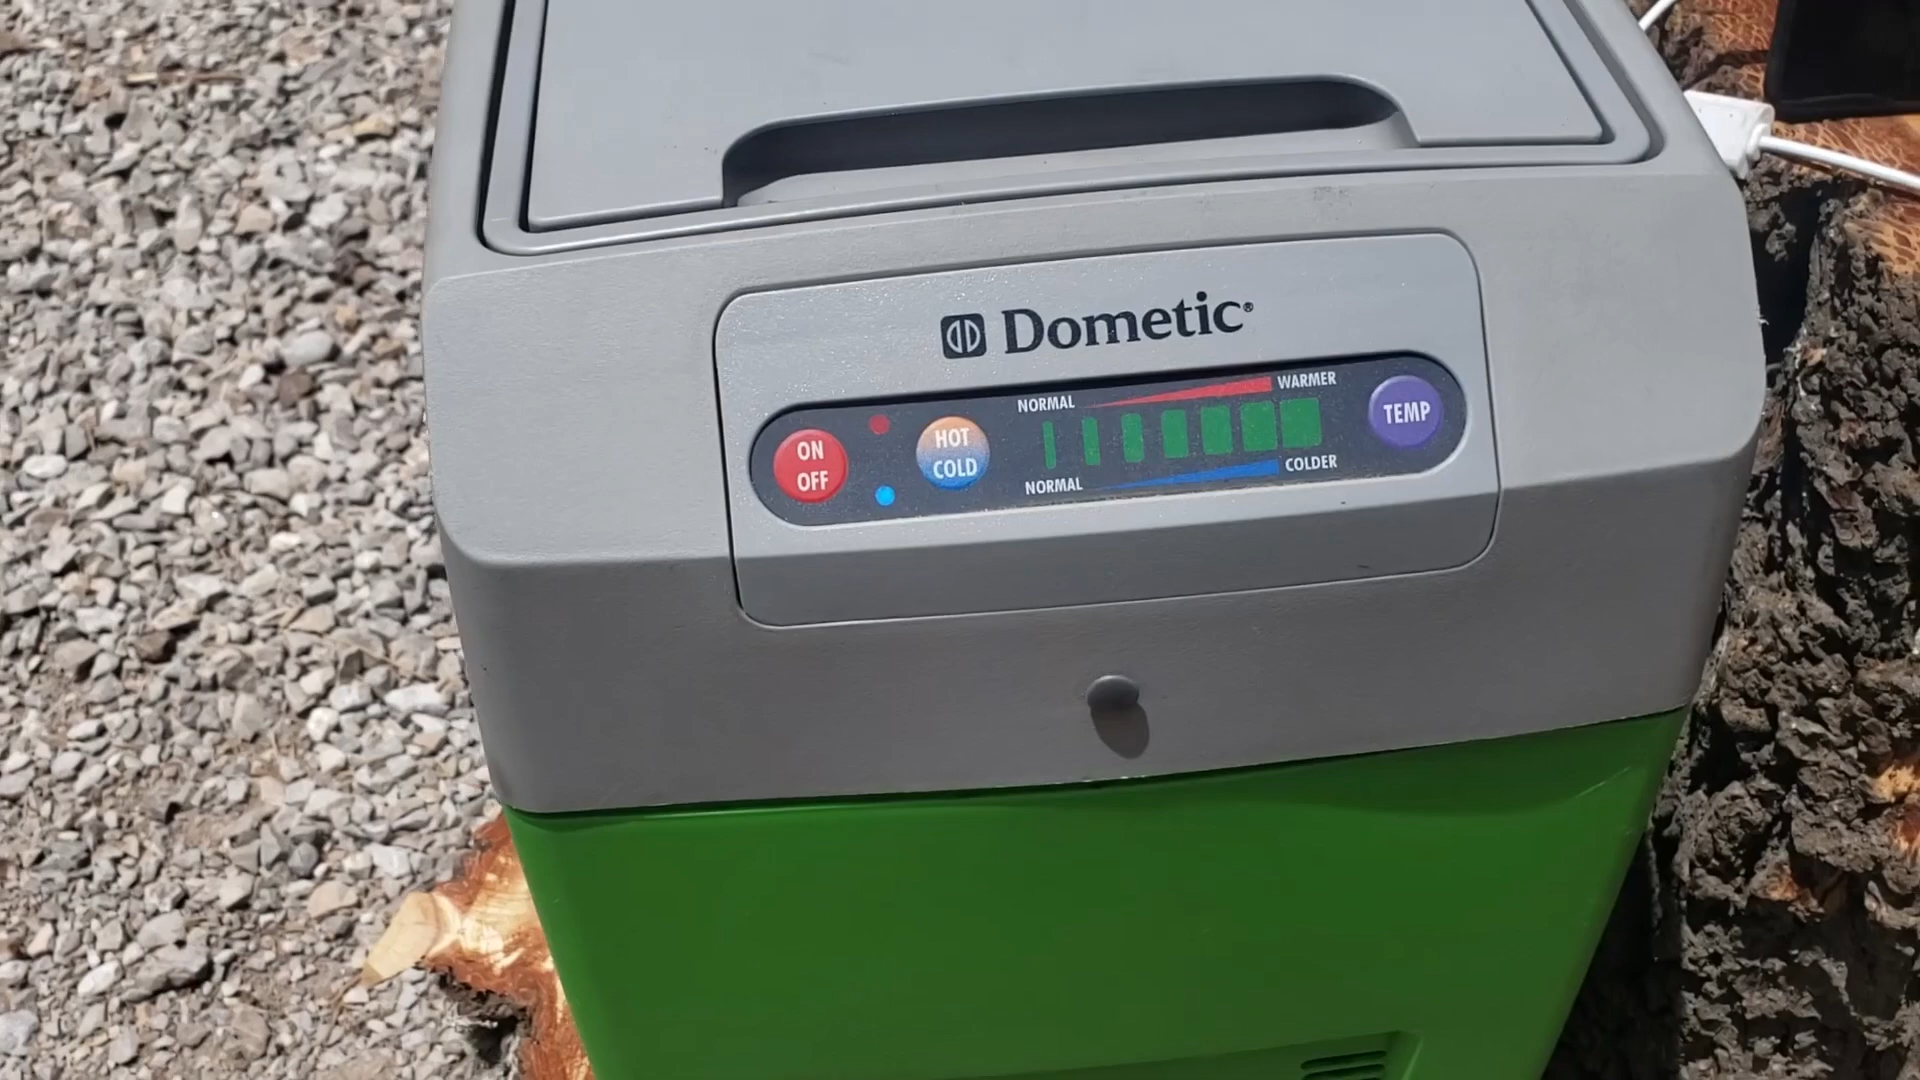 Dometic®
NORMAL WARMER
ON
OFF
HOT
COLD
TEMP
NORMAL COLDER